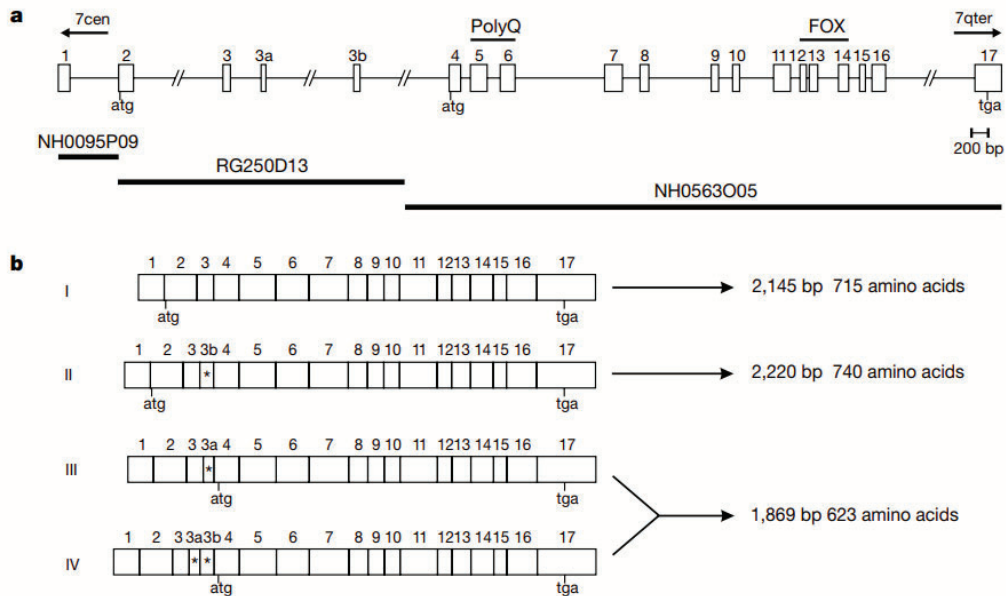 a
7cen
PolyQ
FOX
7qter
1 2 3 3a 3b 4 5 6 7 8 9 10 11 12 13 14 15 16 17
atg atg tga
NH0095P09
200 bp
RG250D13
NH0563O05
b
1 2 3 4 5 6 7 8 9 10 11 12 13 14 15 16 17
I 2,145 bp 715 amino acids
atg tga
1 2 3 3b 4 5 6 7 8 9 10 11 12 13 14 15 16 17
II * 2,220 bp 740 amino acids
atg tga
1 2 3 3a 4 5 6 7 8 9 10 11 12 13 14 15 16 17
III *
atg tga
1,869 bp 623 amino acids
1 2 3 3a 3b 4 5 6 7 8 9 10 11 12 13 14 15 16 17
IV * *
atg tga